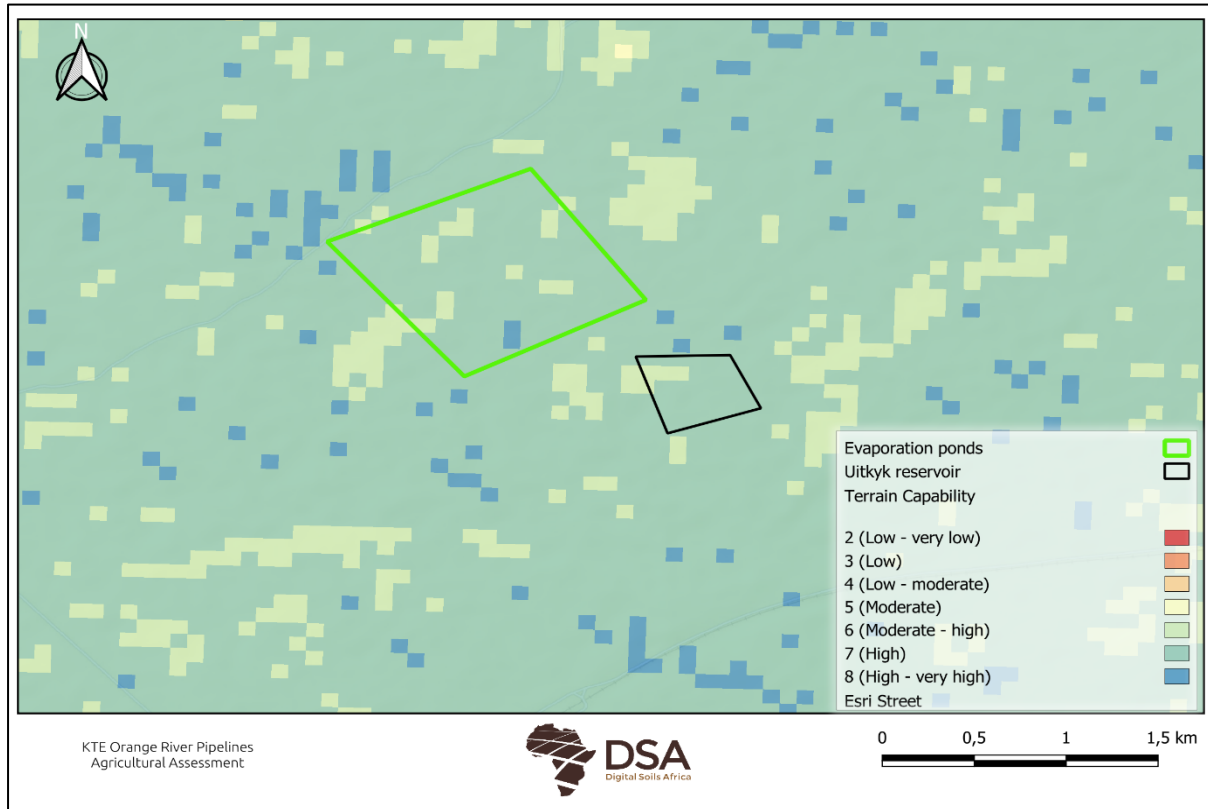 N
Evaporation ponds
Uitkyk reservoir
Terrain Capability
2 (Low - very low)
3 (Low)
4 (Low - moderate)
5 (Moderate)
6 (Moderate - high)
7 (High)
8 (High - very high)
Esri Street
KTE Orange River Pipelines
Agricultural Assessment
DSA
Digital Soils Africa
0 0,5 1 1,5 km